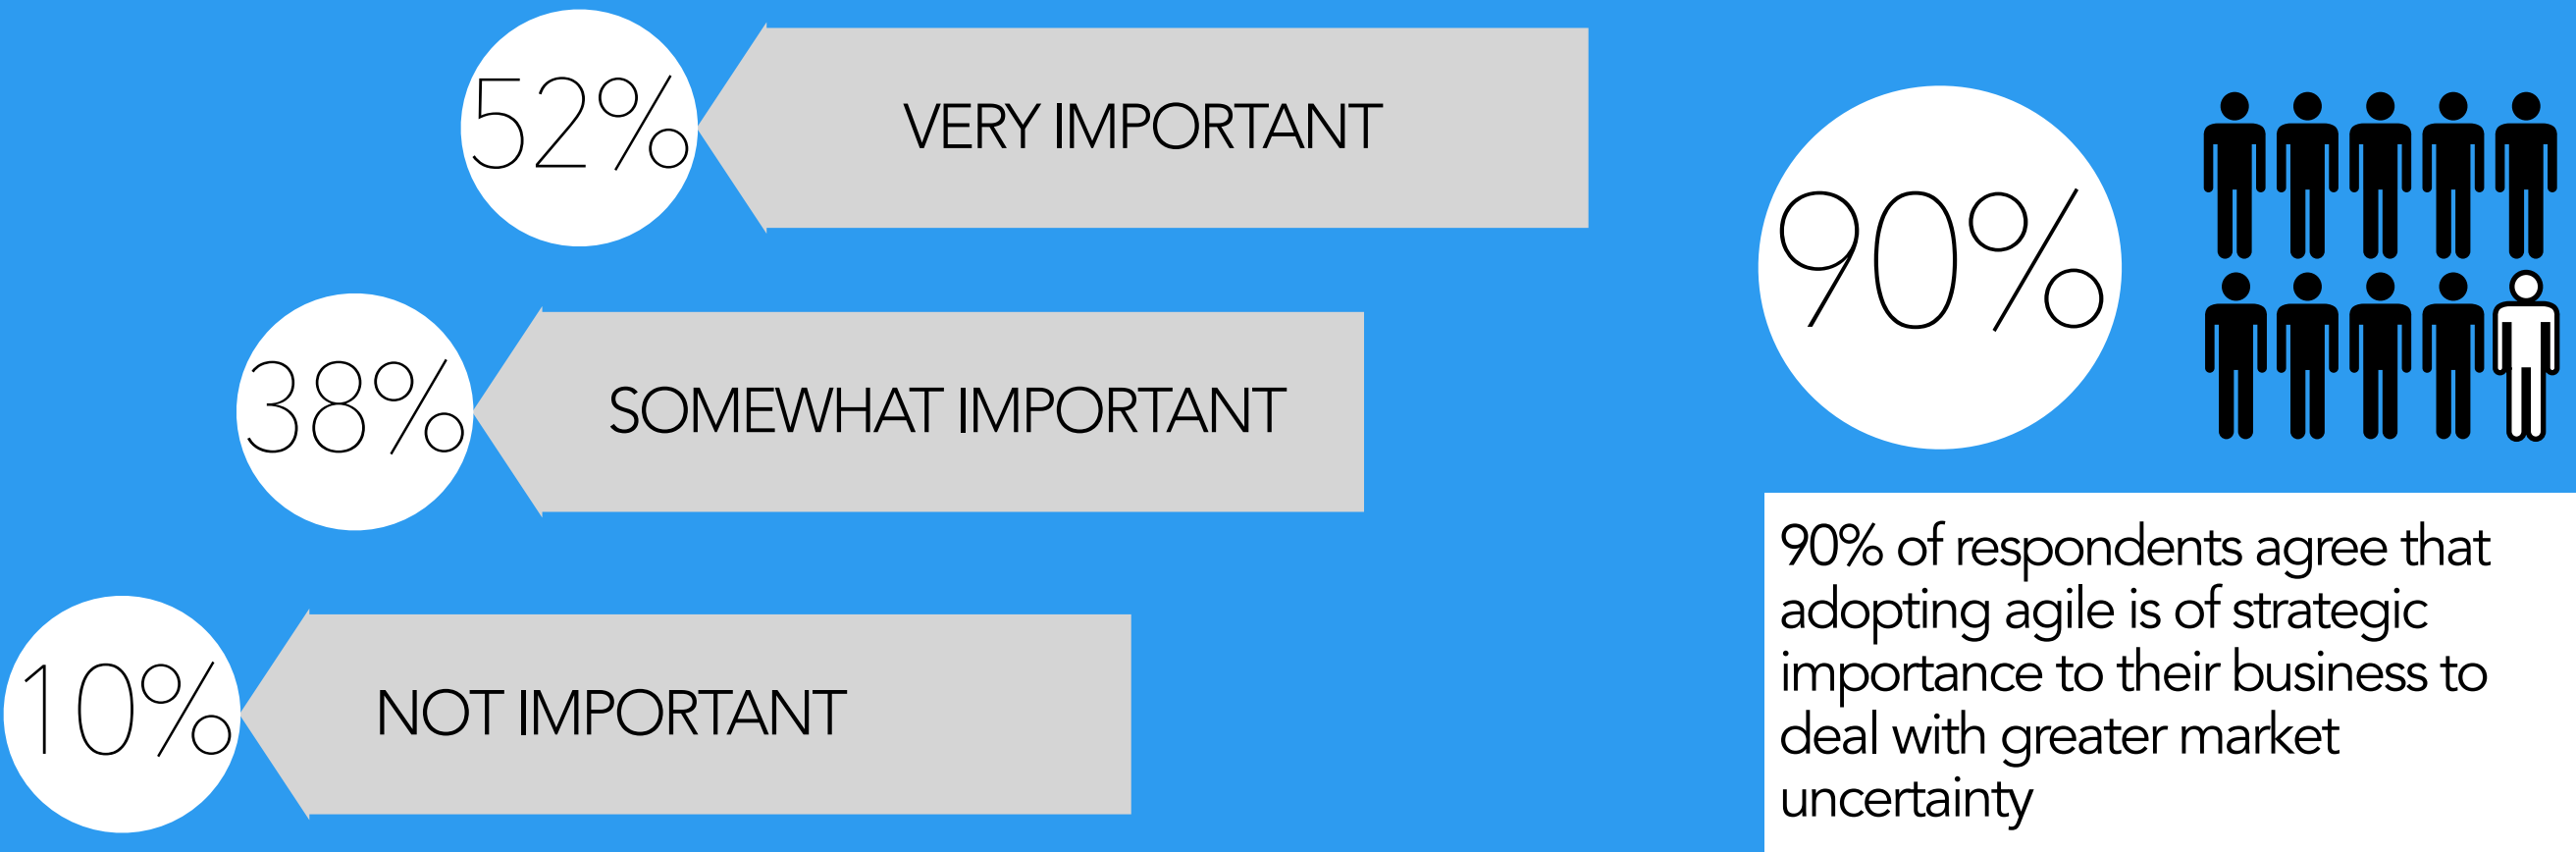 52%
VERY IMPORTANT
38%
SOMEWHAT IMPORTANT
10%
NOT IMPORTANT
90%
90% of respondents agree that
adopting agile is of strategic
importance to their business to
deal with greater market
uncertainty